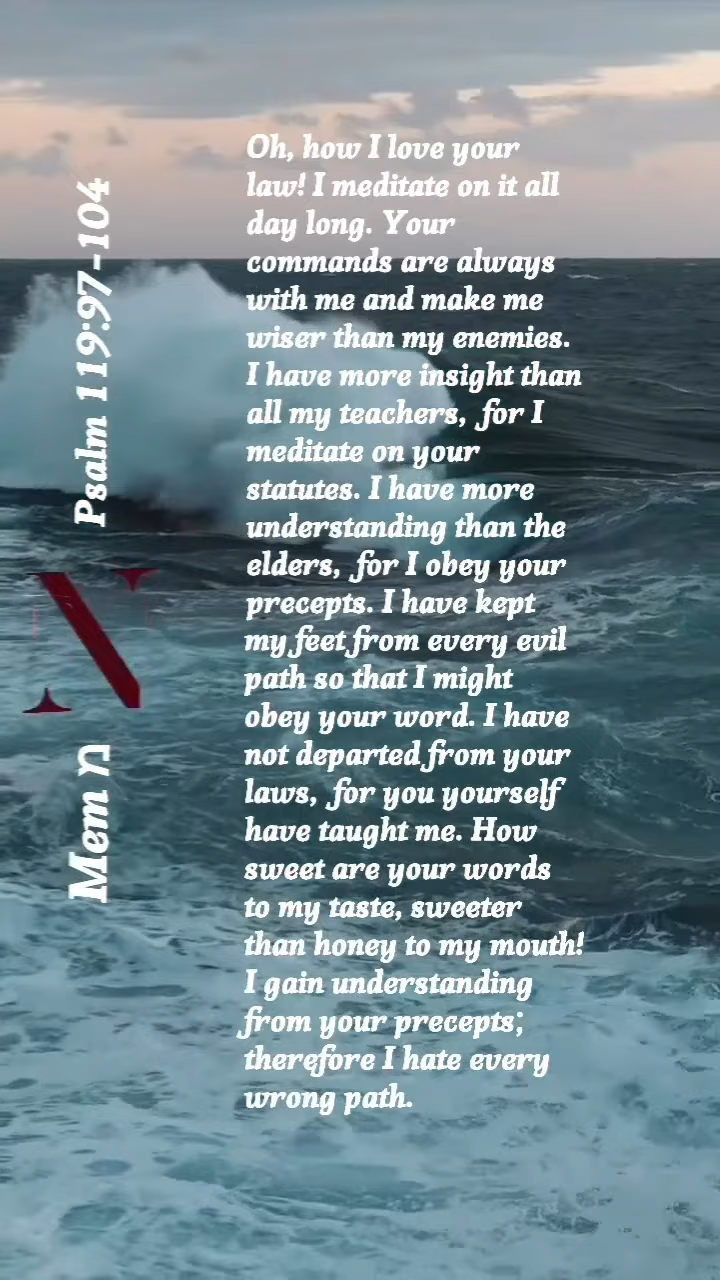 Oh, how I love your
law! I meditate on it all
day long. Your
commands are always
with me and make me
wiser than my enemies.
I have more insight than
all my teachers, for I
meditate on your
statutes. I have more
understanding than the
elders, for I obey your
precepts. I have kept
my feet from every evil
path so that I might
obey your word. I have
not departed from your
laws, for you yourself
have taught me. How
sweet are your words
to my taste, sweeter
than honey to my mouth!
I gain understanding
from your precepts;
therefore I hate every
wrong path.
Mem מ
Psalm 119:97-104